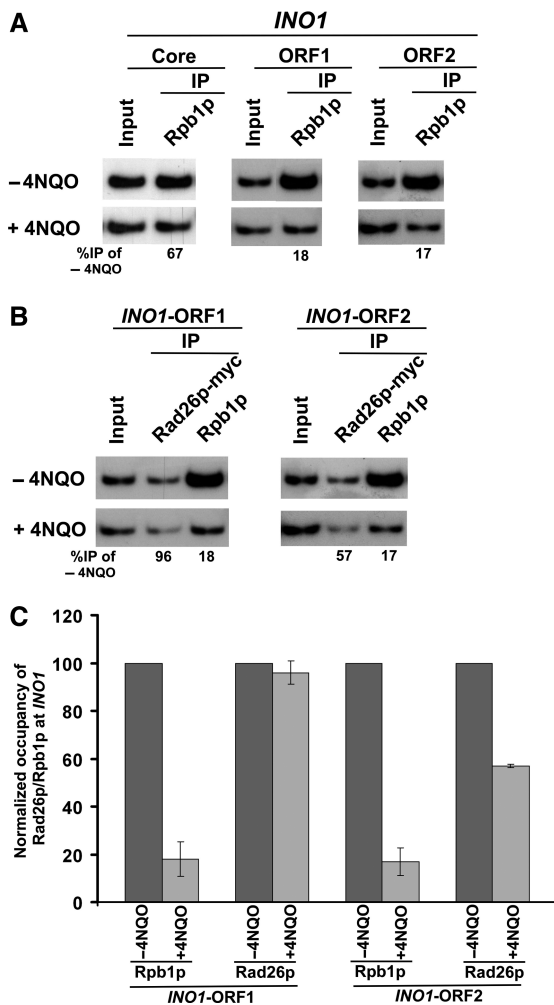 A
INO1
Core ORF1 ORF2
IP IP IP
Input Rpb1p Input Rpb1p Input Rpb1p
– 4NQO
+ 4NQO
%IP of – 4NQO 67 18 17
B
INO1-ORF1 INO1-ORF2
IP IP
Input Rad26p-myc Rpb1p Input Rad26p-myc Rpb1p
– 4NQO
+ 4NQO
%IP of – 4NQO 96 18 57 17
C
Normalized occupancy of
Rad26p/Rpb1p at INO1
120
100
80
60
40
20
0
–4NQO +4NQO –4NQO +4NQO –4NQO +4NQO –4NQO +4NQO
Rpb1p Rad26p Rpb1p Rad26p
INO1-ORF1 INO1-ORF2